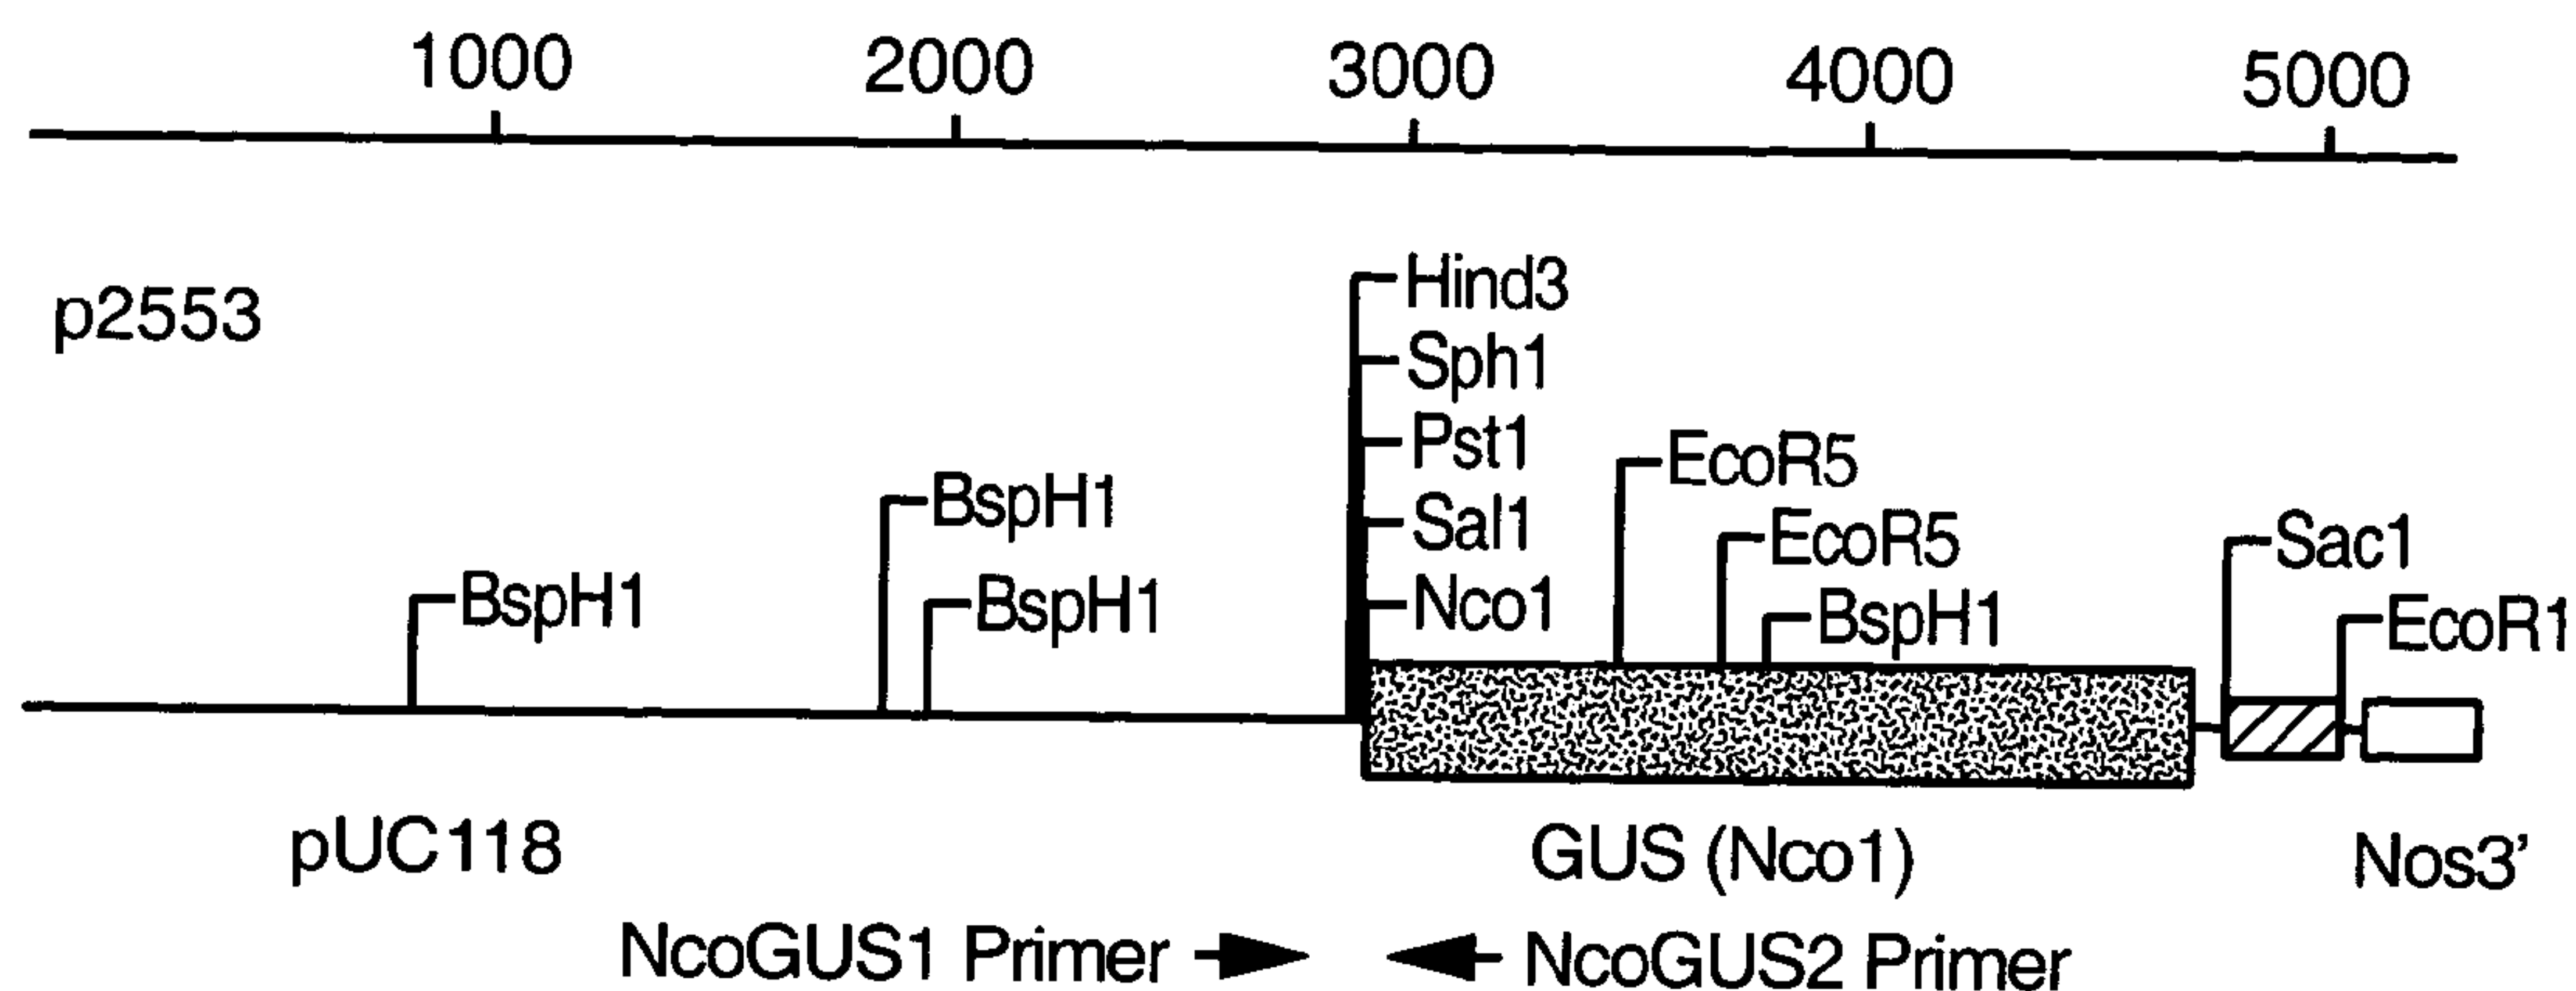 1000 2000 3000 4000 5000
p2553
Hind3
Sph1
Pst1
Sal1
Nco1
BspH1
BspH1
BspH1
EcoR5
EcoR5
BspH1
Sac1
EcoR1
pUC118
GUS (Nco1)
Nos3’
NcoGUS1 Primer
NcoGUS2 Primer